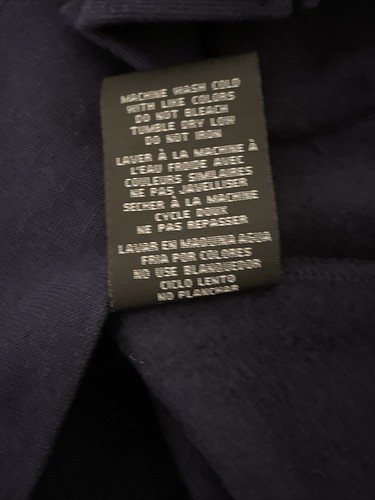 MACHINE WASH COLD
WITH LIKE COLORS
DO NOT BLEACH
TUMBLE DRY LOW
DO NOT IRON
LAVER À LA MACHINE À
L'EAU FROIDE AVEC
COULEURS SIMILAIRES
NE PAS JAVELLISER
SÉCHER À LA MACHINE
CYCLE DOUX
NE PAS REPASSER
LAVAR EN MAQUINA AGUA
FRIA POR COLORES
NO USE BLANQUEDOR
CICLO LENTO
NO PLANCHAR